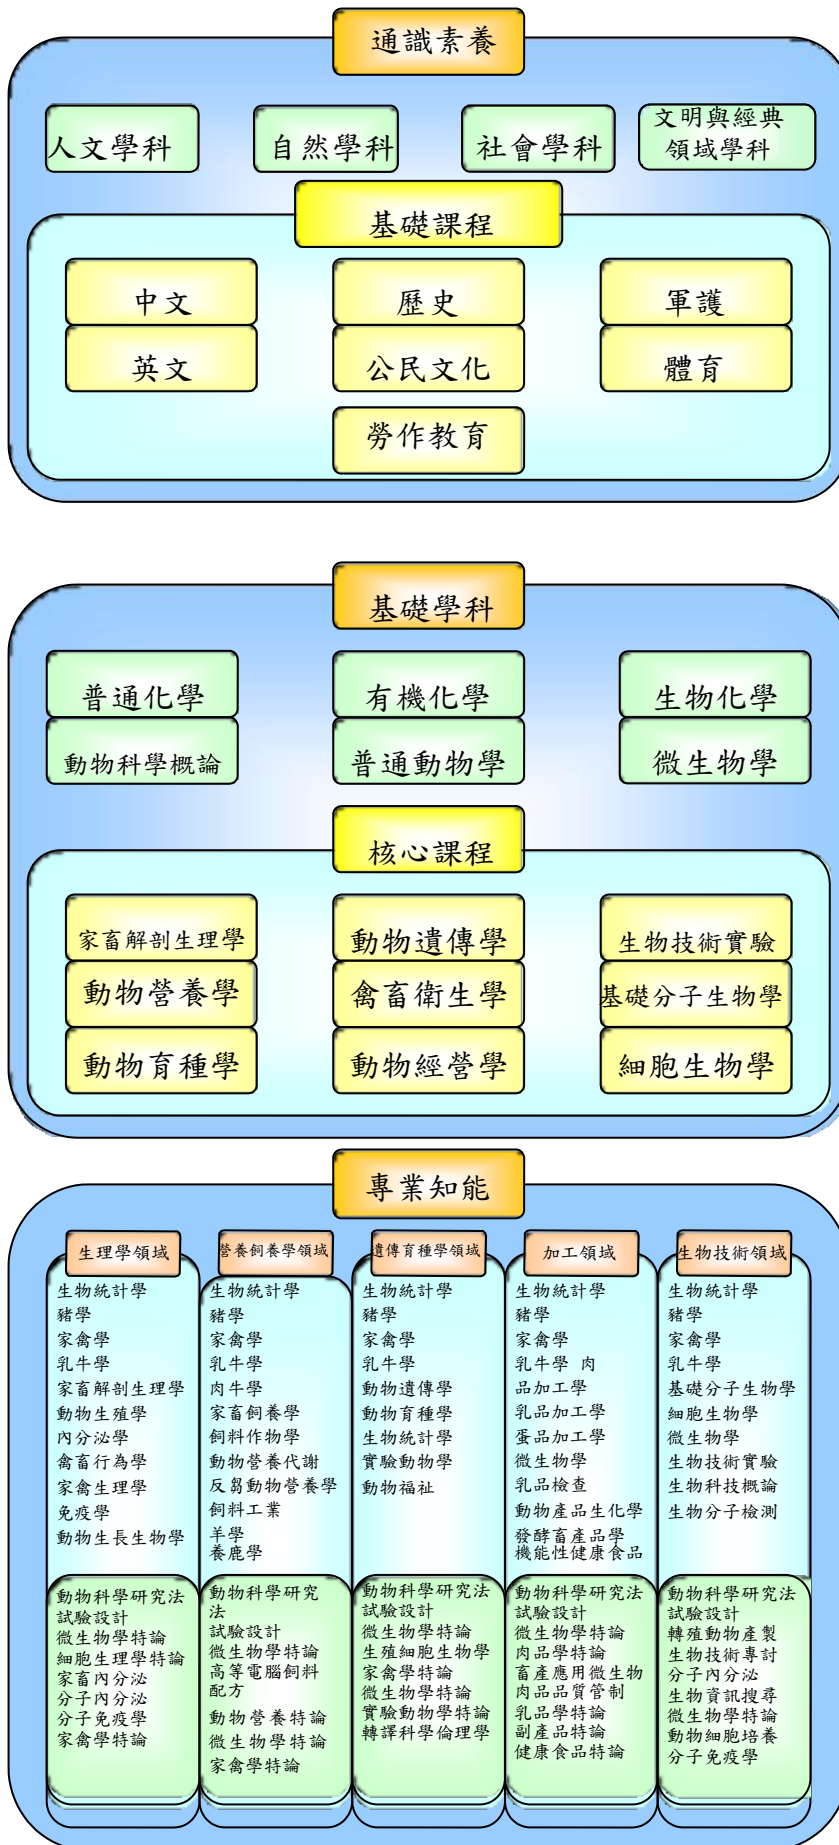 通識素養
人文學科
自然學科
社會學科
文明與經典
領域學科
基礎課程
中文
歷史
軍護
英文
公民文化
體育
勞作教育
基礎學科
普通化學
有機化學
生物化學
動物科學概論
普通動物學
微生物學
核心課程
家畜解剖生理學
動物遺傳學
生物技術實驗
動物營養學
禽畜衛生學
基礎分子生物學
動物育種學
動物經營學
細胞生物學
專業知能
生理學領域
生物統計學
豬學
家禽學
乳牛學
家畜解剖生理學
動物生殖學
內分泌學
禽畜行為學
家禽生理學
免疫學
動物生長生物學
動物科學研究法
試驗設計
微生物學特論
細胞生理學特論
家畜內分泌
分子內分泌
分子免疫學
家禽學特論
營養飼養學領域
生物統計學
豬學
家禽學
乳牛學
肉牛學
家畜飼養學
飼料作物學
動物營養代謝
反芻動物營養學
飼料工業
羊學
養鹿學
動物科學研究
法
試驗設計
微生物學特論
高等電腦飼料
配方
動物營養特論
微生物學特論
家禽學特論
遺傳育種學領域
生物統計學
豬學
家禽學
乳牛學
動物遺傳學
動物育種學
生物統計學
實驗動物學
動物福祉
動物科學研究法
試驗設計
微生物學特論
生殖細胞生物學
家禽學特論
微生物學特論
實驗動物學特論
轉譯科學倫理學
加工領域
生物統計學
豬學
家禽學
乳牛學 肉
品加工學
乳品加工學
蛋品加工學
微生物學
乳品檢查
動物產品生化學
發酵畜產品學
機能性健康食品
動物科學研究法
試驗設計
微生物學特論
肉品學特論
畜產應用微生物
肉品品質管制
乳品學特論
副產品特論
健康食品特論
生物技術領域
生物統計學
豬學
家禽學
乳牛學
基礎分子生物學
細胞生物學
微生物學
生物技術實驗
生物科技概論
生物分子檢測
動物科學研究法
試驗設計
轉殖動物產製
生物技術專討
分子內分泌
生物資訊搜尋
微生物學特論
動物細胞培養
分子免疫學